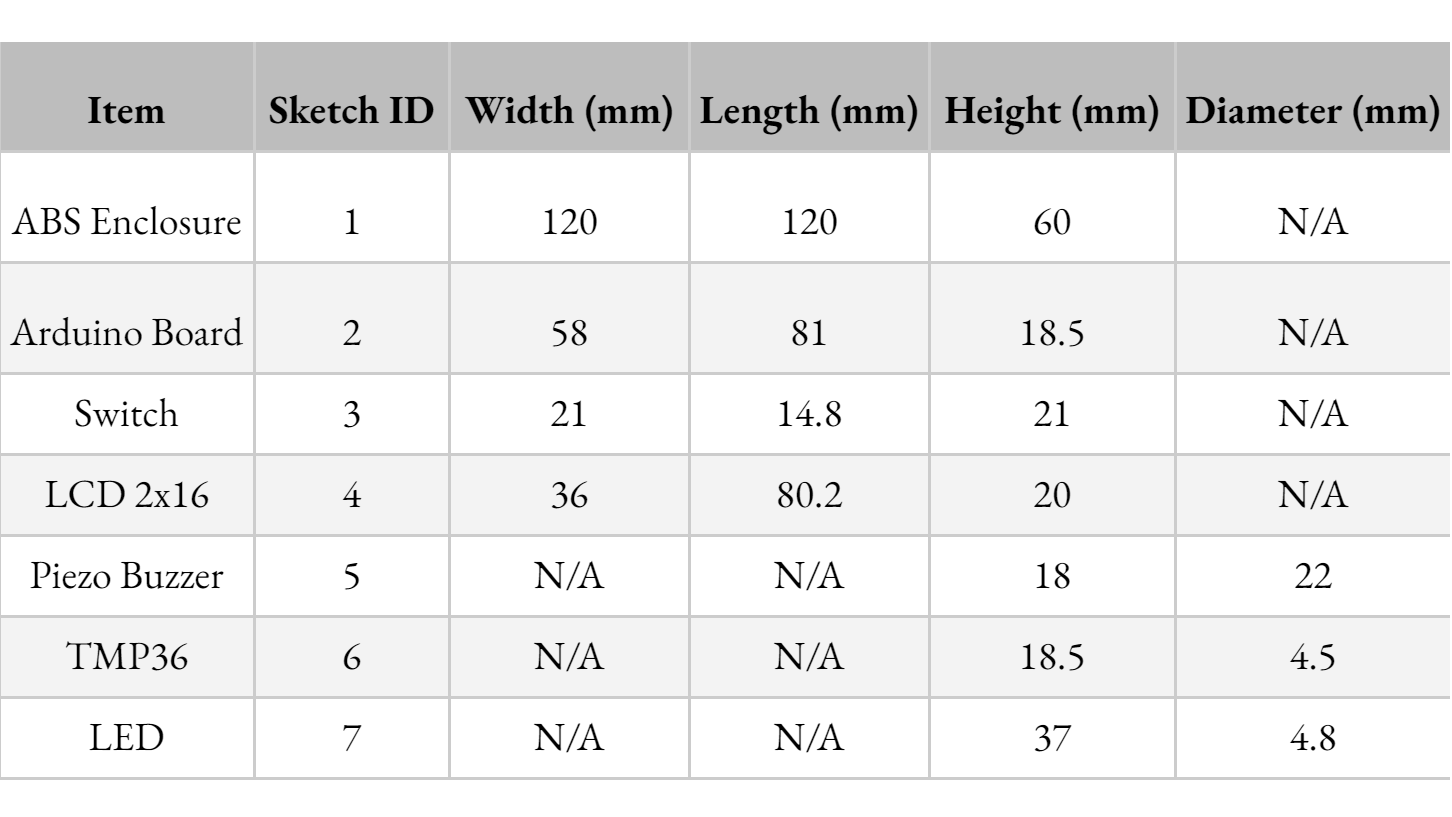 Item Sketch ID Width (mm) Length (mm) Height (mm) Diameter (mm)
ABS Enclosure 1 120 120 60 N/A
Arduino Board 2 58 81 18.5 N/A
Switch 3 21 14.8 21 N/A
LCD 2x16 4 36 80.2 20 N/A
Piezo Buzzer 5 N/A N/A 18 22
TMP36 6 N/A N/A 18.5 4.5
LED 7 N/A N/A 37 4.8